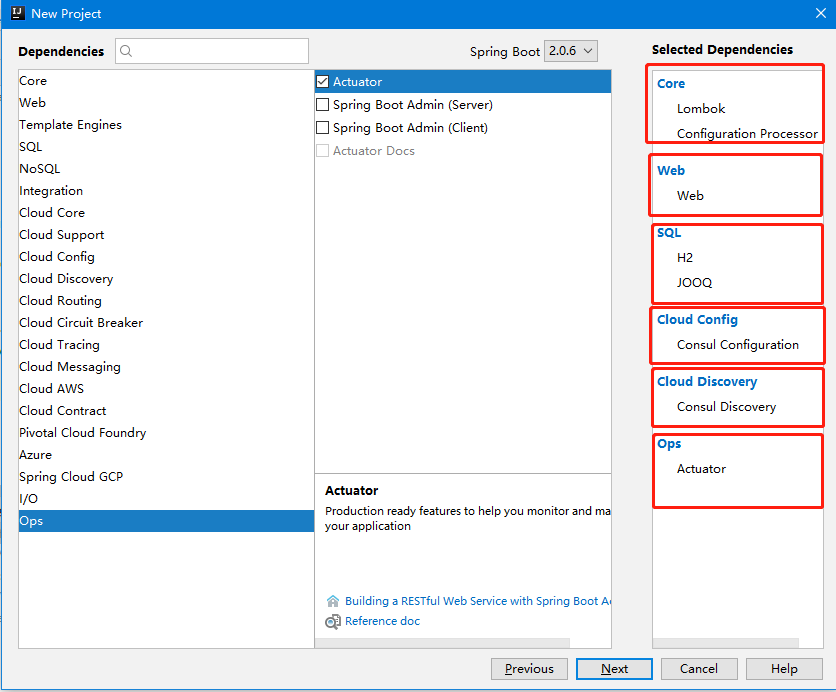 New Project
Dependencies
Spring Boot 2.0.6
Selected Dependencies
Core
Web
Template Engines
SQL
NoSQL
Integration
Cloud Core
Cloud Support
Cloud Config
Cloud Discovery
Cloud Routing
Cloud Circuit Breaker
Cloud Tracing
Cloud Messaging
Cloud AWS
Cloud Contract
Pivotal Cloud Foundry
Azure
Spring Cloud GCP
I/O
Ops
Actuator
Spring Boot Admin (Server)
Spring Boot Admin (Client)
Actuator Docs
Actuator
Production ready features to help you monitor and ma
your application
Building a RESTful Web Service with Spring Boot Ac
Reference doc
Core
Lombok
Configuration Processor
Web
Web
SQL
H2
JOOQ
Cloud Config
Consul Configuration
Cloud Discovery
Consul Discovery
Ops
Actuator
Previous
Next
Cancel
Help